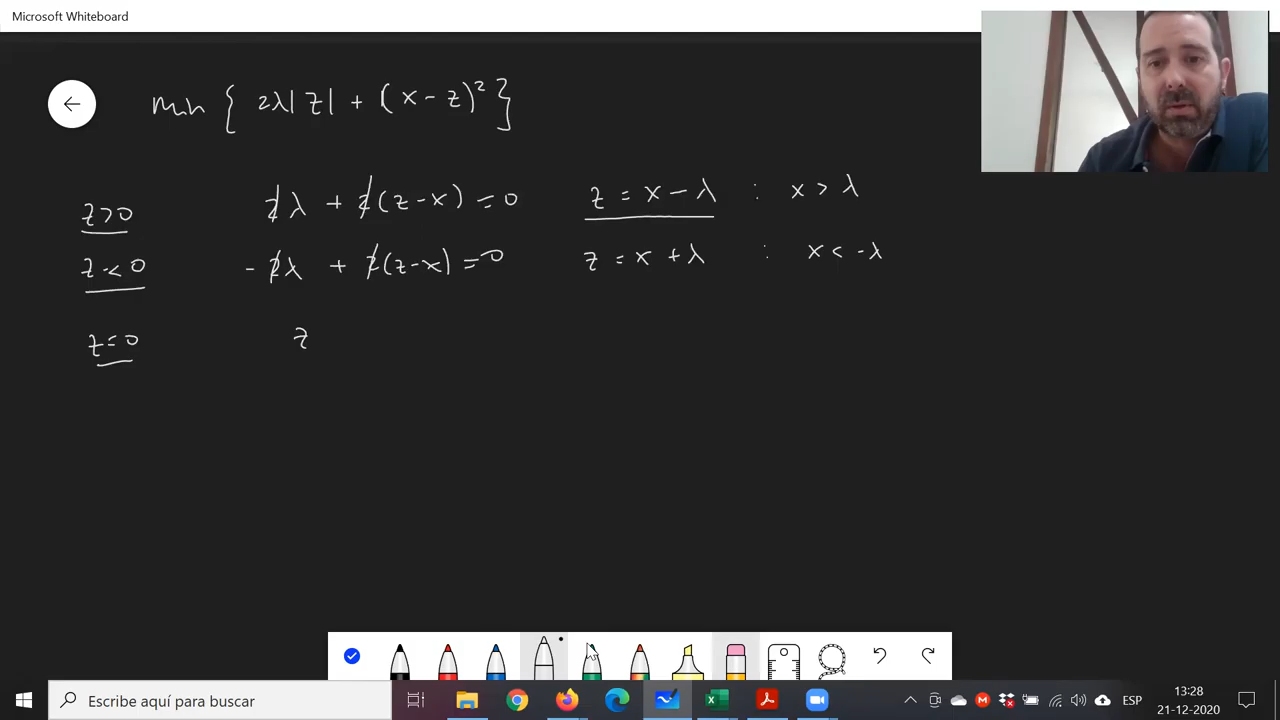 Microsoft Whiteboard
min { 2λ|z| + (x - z)² }
z>0 2λ + 2(z-x) = 0 z = x - λ : x > λ
z<0 -2λ + 2(z-x) = 0 z = x + λ : x < -λ
z=0 z
Escribe aquí para buscar
ESP
13:28
21-12-2020